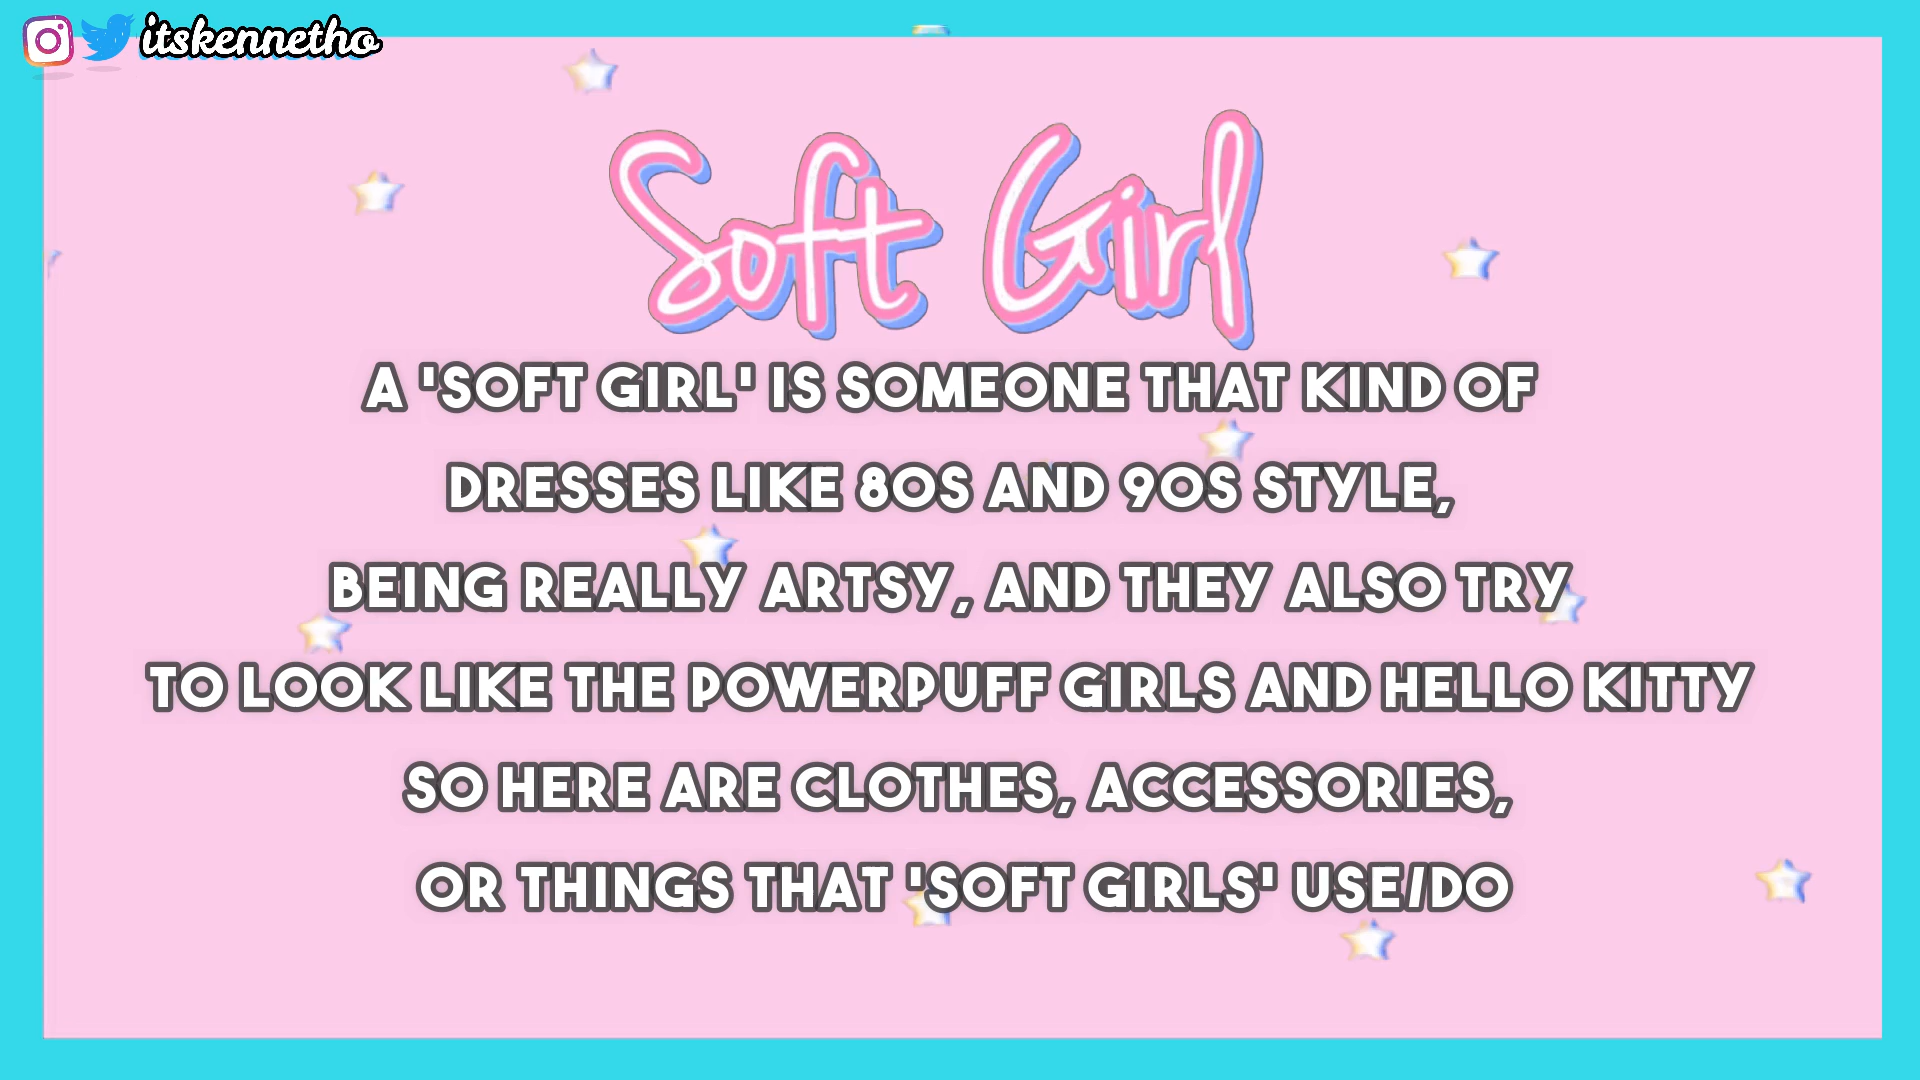 itskennetho
Soft Girl
A 'SOFT GIRL' IS SOMEONE THAT KIND OF
DRESSES LIKE 80S AND 90S STYLE,
BEING REALLY ARTSY, AND THEY ALSO TRY
TO LOOK LIKE THE POWERPUFF GIRLS AND HELLO KITTY
SO HERE ARE CLOTHES, ACCESSORIES,
OR THINGS THAT 'SOFT GIRLS' USE/DO